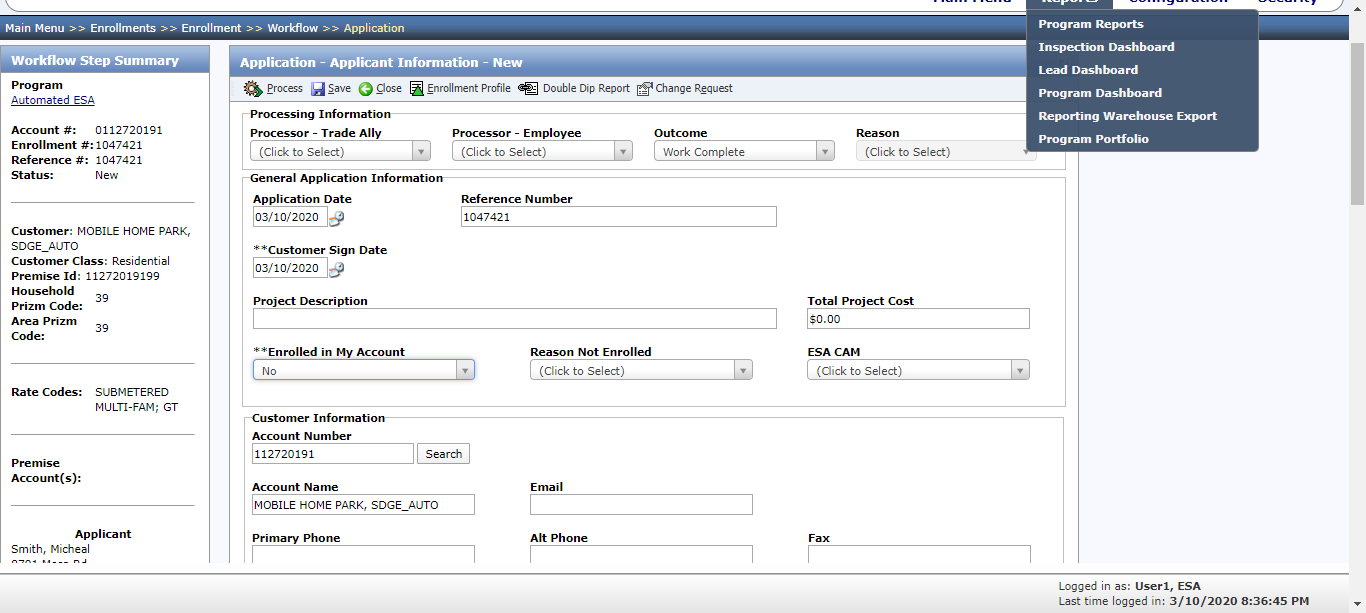 Main Menu Reports Configuration Security
Main Menu >> Enrollments >> Enrollment >> Workflow >> Application
Program Reports
Inspection Dashboard
Lead Dashboard
Program Dashboard
Reporting Warehouse Export
Program Portfolio
Workflow Step Summary
Program
Automated ESA
Account #: 0112720191
Enrollment #: 1047421
Reference #: 1047421
Status: New
Customer: MOBILE HOME PARK,
SDGE_AUTO
Customer Class: Residential
Premise Id: 11272019199
Household
Prizm Code: 39
Area Prizm
Code: 39
Rate Codes: SUBMETERED
MULTI-FAM; GT
Premise
Account(s):
Applicant
Smith, Micheal
Application - Applicant Information - New
Process Save Close Enrollment Profile Double Dip Report Change Request
Processing Information
Processor - Trade Ally Processor - Employee Outcome Reason
(Click to Select) (Click to Select) Work Complete (Click to Select)
General Application Information
Application Date Reference Number
03/10/2020 1047421
**Customer Sign Date
03/10/2020
Project Description Total Project Cost
$0.00
**Enrolled in My Account Reason Not Enrolled ESA CAM
No (Click to Select) (Click to Select)
Customer Information
Account Number
112720191 Search
Account Name Email
MOBILE HOME PARK, SDGE_AUTO
Primary Phone Alt Phone Fax
Logged in as: User1, ESA
Last time logged in: 3/10/2020 8:36:45 PM